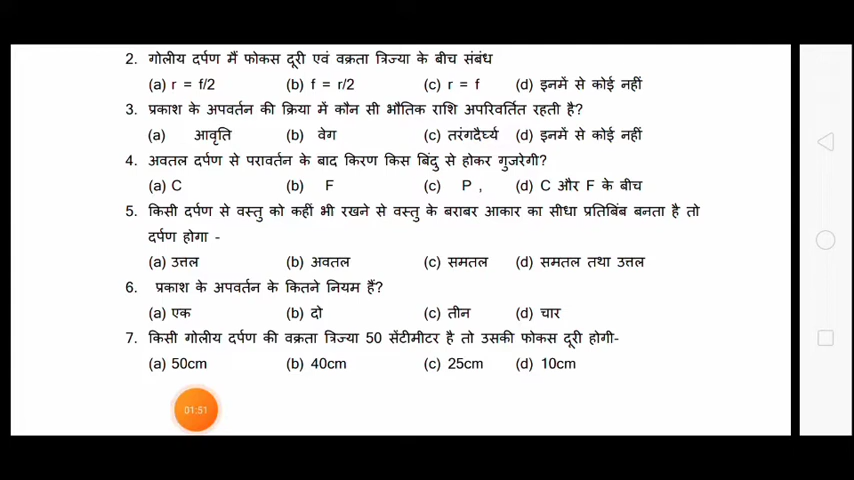 2. गोलीय दर्पण मैं फोकस दूरी एवं वक्रता त्रिज्या के बीच संबंध
(a) r = f/2 (b) f = r/2 (c) r = f (d) इनमें से कोई नहीं
3. प्रकाश के अपवर्तन की क्रिया में कौन सी भौतिक राशि अपरिवर्तित रहती है?
(a) आवृति (b) वेग (c) तरंगदैर्घ्य (d) इनमें से कोई नहीं
4. अवतल दर्पण से परावर्तन के बाद किरण किस बिंदु से होकर गुजरेगी?
(a) C (b) F (c) P , (d) C और F के बीच
5. किसी दर्पण से वस्तु को कहीं भी रखने से वस्तु के बराबर आकार का सीधा प्रतिबिंब बनता है तो
दर्पण होगा -
(a) उत्तल (b) अवतल (c) समतल (d) समतल तथा उत्तल
6. प्रकाश के अपवर्तन के कितने नियम हैं?
(a) एक (b) दो (c) तीन (d) चार
7. किसी गोलीय दर्पण की वक्रता त्रिज्या 50 सेंटीमीटर है तो उसकी फोकस दूरी होगी-
(a) 50cm (b) 40cm (c) 25cm (d) 10cm
01:51